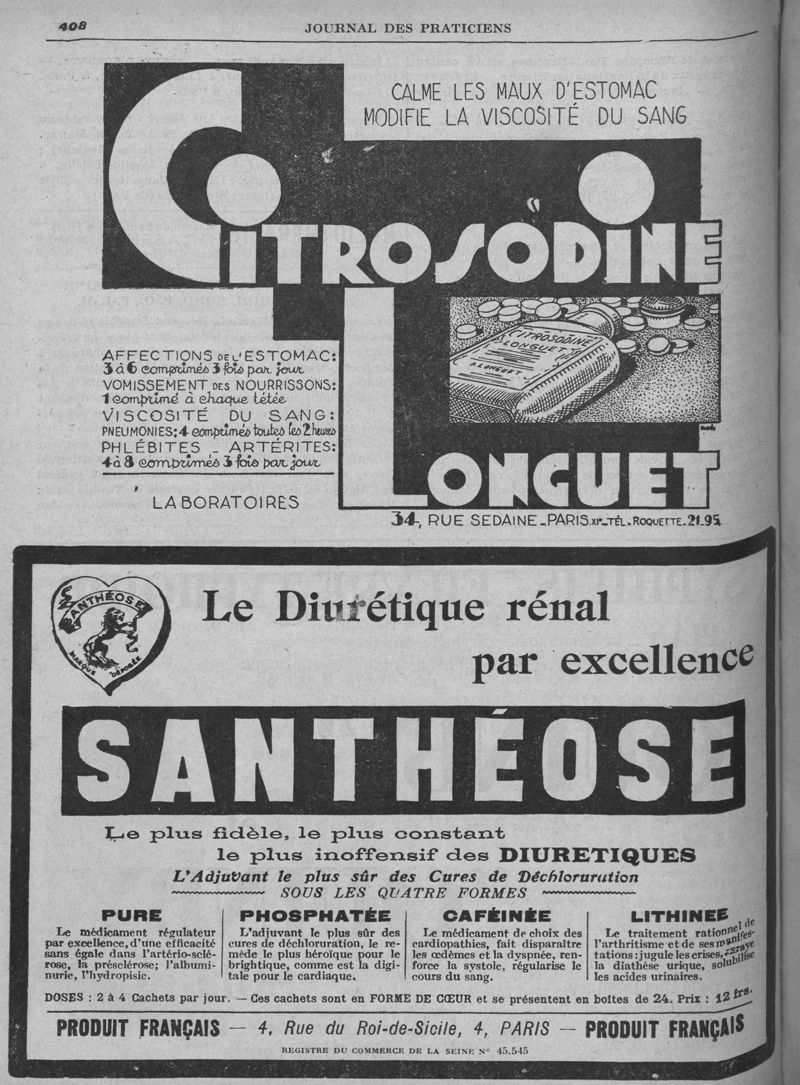 408
JOURNAL DES PRATICIENS
CALME LES MAUX D'ESTOMAC
MODIFIE LA VISCOSITÉ DU SANG
CITROSODINE
LONGUET
CITROSODINE
LONGUET
A. LONGUET
AFFECTIONS DE L'ESTOMAC:
3 à 6 comprimés 3 fois par jour
VOMISSEMENT DES NOURRISSONS:
1 comprimé à chaque tétée
VISCOSITÉ DU SANG:
PNEUMONIES: 4 comprimés toutes les 2 heures
PHLÉBITES - ARTÉRITES:
4 à 8 comprimés 3 fois par jour
LABORATOIRES
LONGUET
34, RUE SEDAINE - PARIS XIe - TÉL. ROQUETTE. 21-95
SANTHÉOSE
MARQUE DÉPOSÉE
Le Diurétique rénal
par excellence
SANTHÉOSE
Le plus fidèle, le plus constant
le plus inoffensif des DIURETIQUES
L'Adjuvant le plus sûr des Cures de Déchloruration
SOUS LES QUATRE FORMES
PURE
Le médicament régulateur
par excellence, d'une efficacité
sans égale dans l'artério-sclé-
rose, la présclérose; l'albumi-
nurie, l'hydropisie.
PHOSPHATÉE
L'adjuvant le plus sûr des
cures de déchloruration, le re-
mède le plus héroïque pour le
brightique, comme est la digi-
tale pour le cardiaque.
CAFÉINÉE
Le médicament de choix des
cardiopathies, fait disparaître
les œdèmes et la dyspnée, ren-
force la systole, régularise le
cours du sang.
LITHINEE
Le traitement rationnel de
l'arthritisme et de ses manifes-
tations: jugule les crises, enraye
la diathèse urique, solubilise
les acides urinaires.
DOSES : 2 à 4 Cachets par jour. — Ces cachets sont en FORME DE CŒUR et se présentent en boîtes de 24. Prix : 12 frs.
PRODUIT FRANÇAIS — 4, Rue du Roi-de-Sicile, 4, PARIS — PRODUIT FRANÇAIS
REGISTRE DU COMMERCE DE LA SEINE N° 45.545